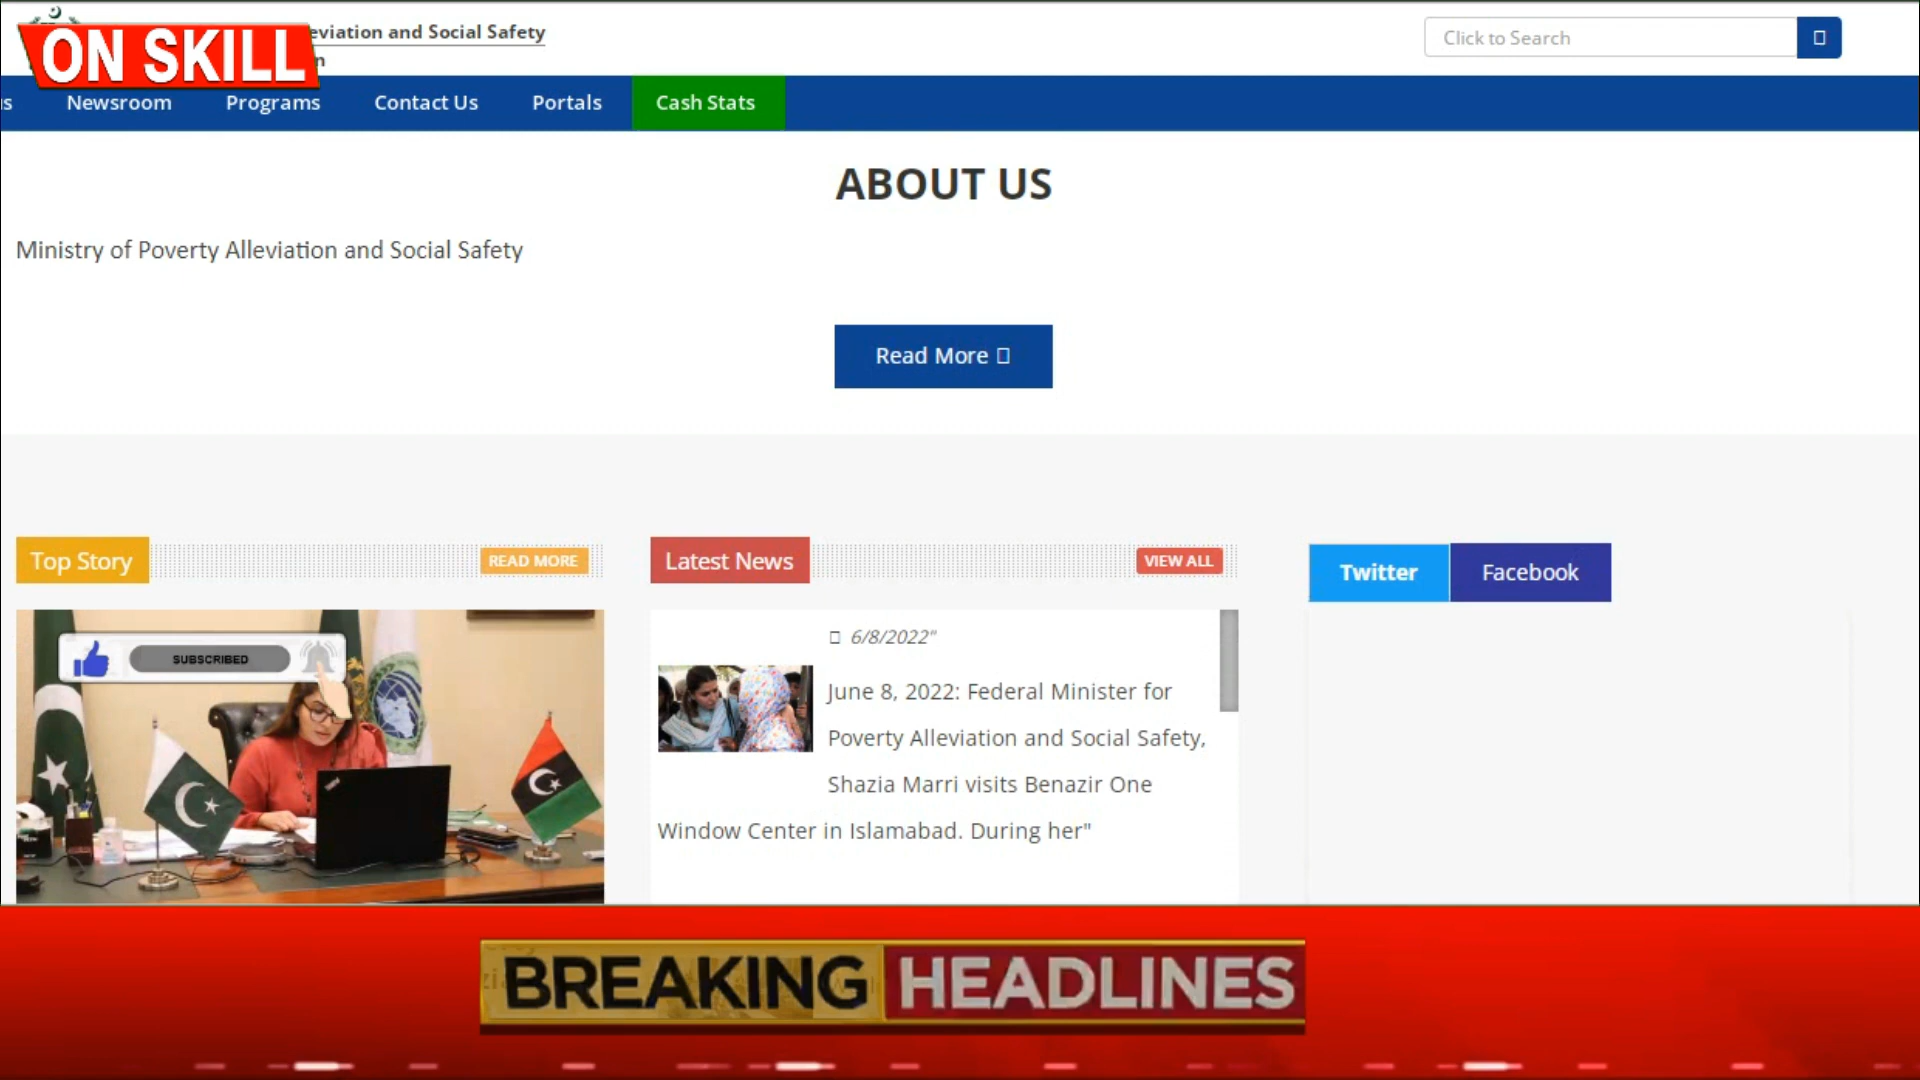 ON SKILL
eviation and Social Safety
n
Click to Search
s
Newsroom
Programs
Contact Us
Portals
Cash Stats
ABOUT US
Ministry of Poverty Alleviation and Social Safety
Read More
Top Story
READ MORE
SUBSCRIBED
Latest News
VIEW ALL
6/8/2022"
June 8, 2022: Federal Minister for
Poverty Alleviation and Social Safety,
Shazia Marri visits Benazir One
Window Center in Islamabad. During her"
Twitter
Facebook
BREAKING HEADLINES